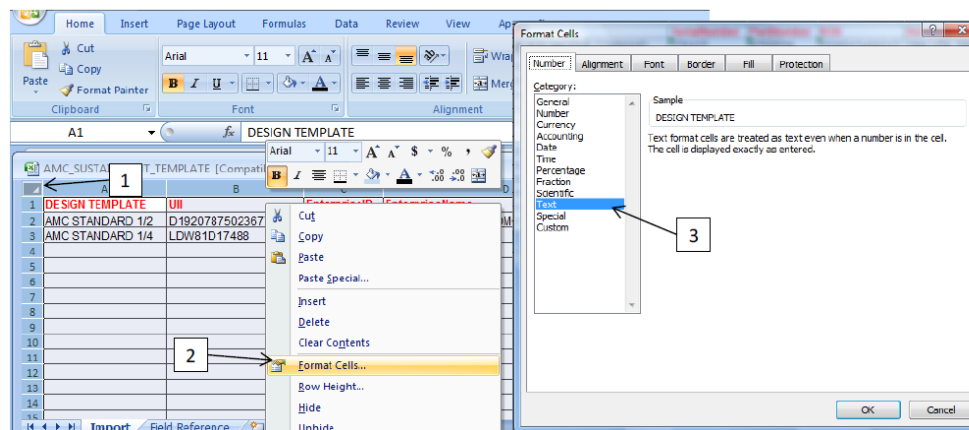 Home Insert Page Layout Formulas Data Review View
Cut
Copy
Format Painter
Paste
Clipboard
Arial 11
B I U
Font
Alignment
A1 fx DESIGN TEMPLATE
Arial 11 A A $ % ,
B I A
1
A B D
1 DESIGN TEMPLATE UII
2 AMC STANDARD 1/2
3 AMC STANDARD 1/4 LDW81D17488
4
5
6
7
8
9
10
11
12
13
14
15
Cut
Copy
Paste
Paste Special...
Insert
Delete
Clear Contents
2
Format Cells...
Row Height...
Hide
Unhide
Import Field Reference
Format Cells
Number Alignment Font Border Fill Protection
Category:
General
Number
Currency
Accounting
Date
Time
Percentage
Fraction
Scientific
Text
Special
Custom
Sample
DESIGN TEMPLATE
Text format cells are treated as text even when a number is in the cell.
The cell is displayed exactly as entered.
3
OK Cancel